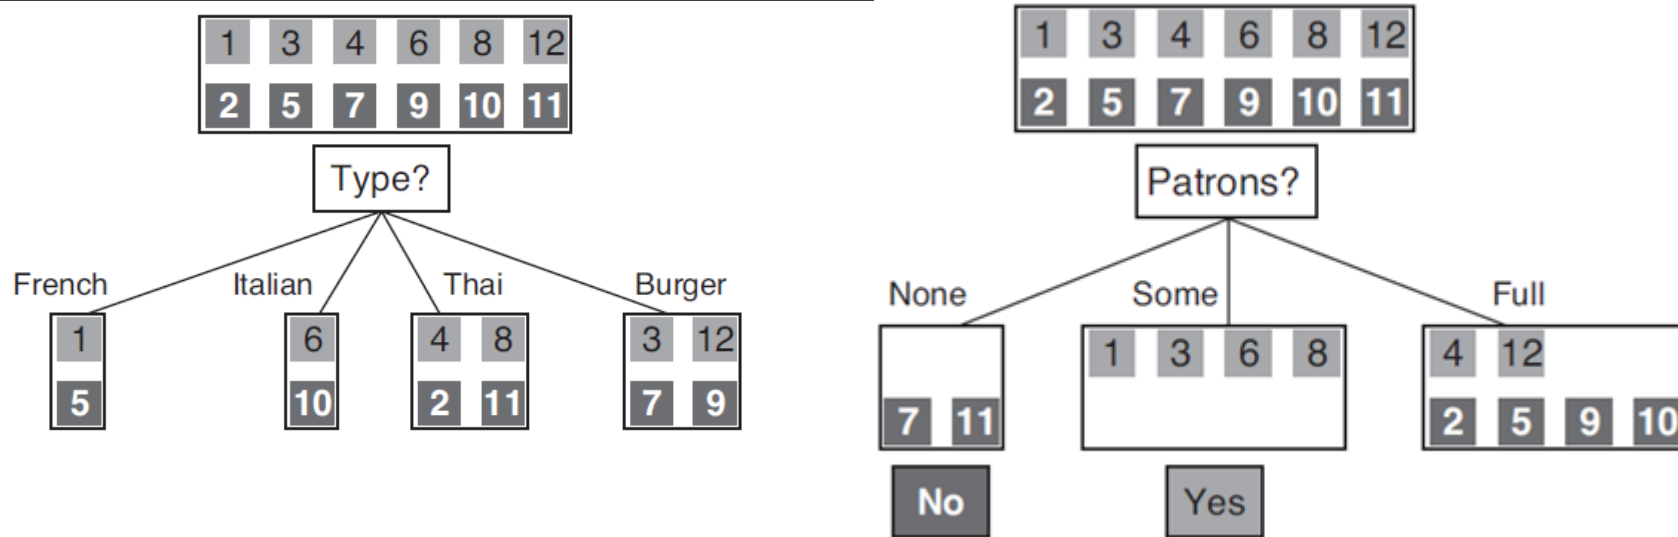 1 3 4 6 8 12
2 5 7 9 10 11
Type?
French Italian Thai Burger
1 6 4 8 3 12
5 10 2 11 7 9
1 3 4 6 8 12
2 5 7 9 10 11
Patrons?
None Some Full
1 3 6 8 4 12
7 11 2 5 9 10
No Yes